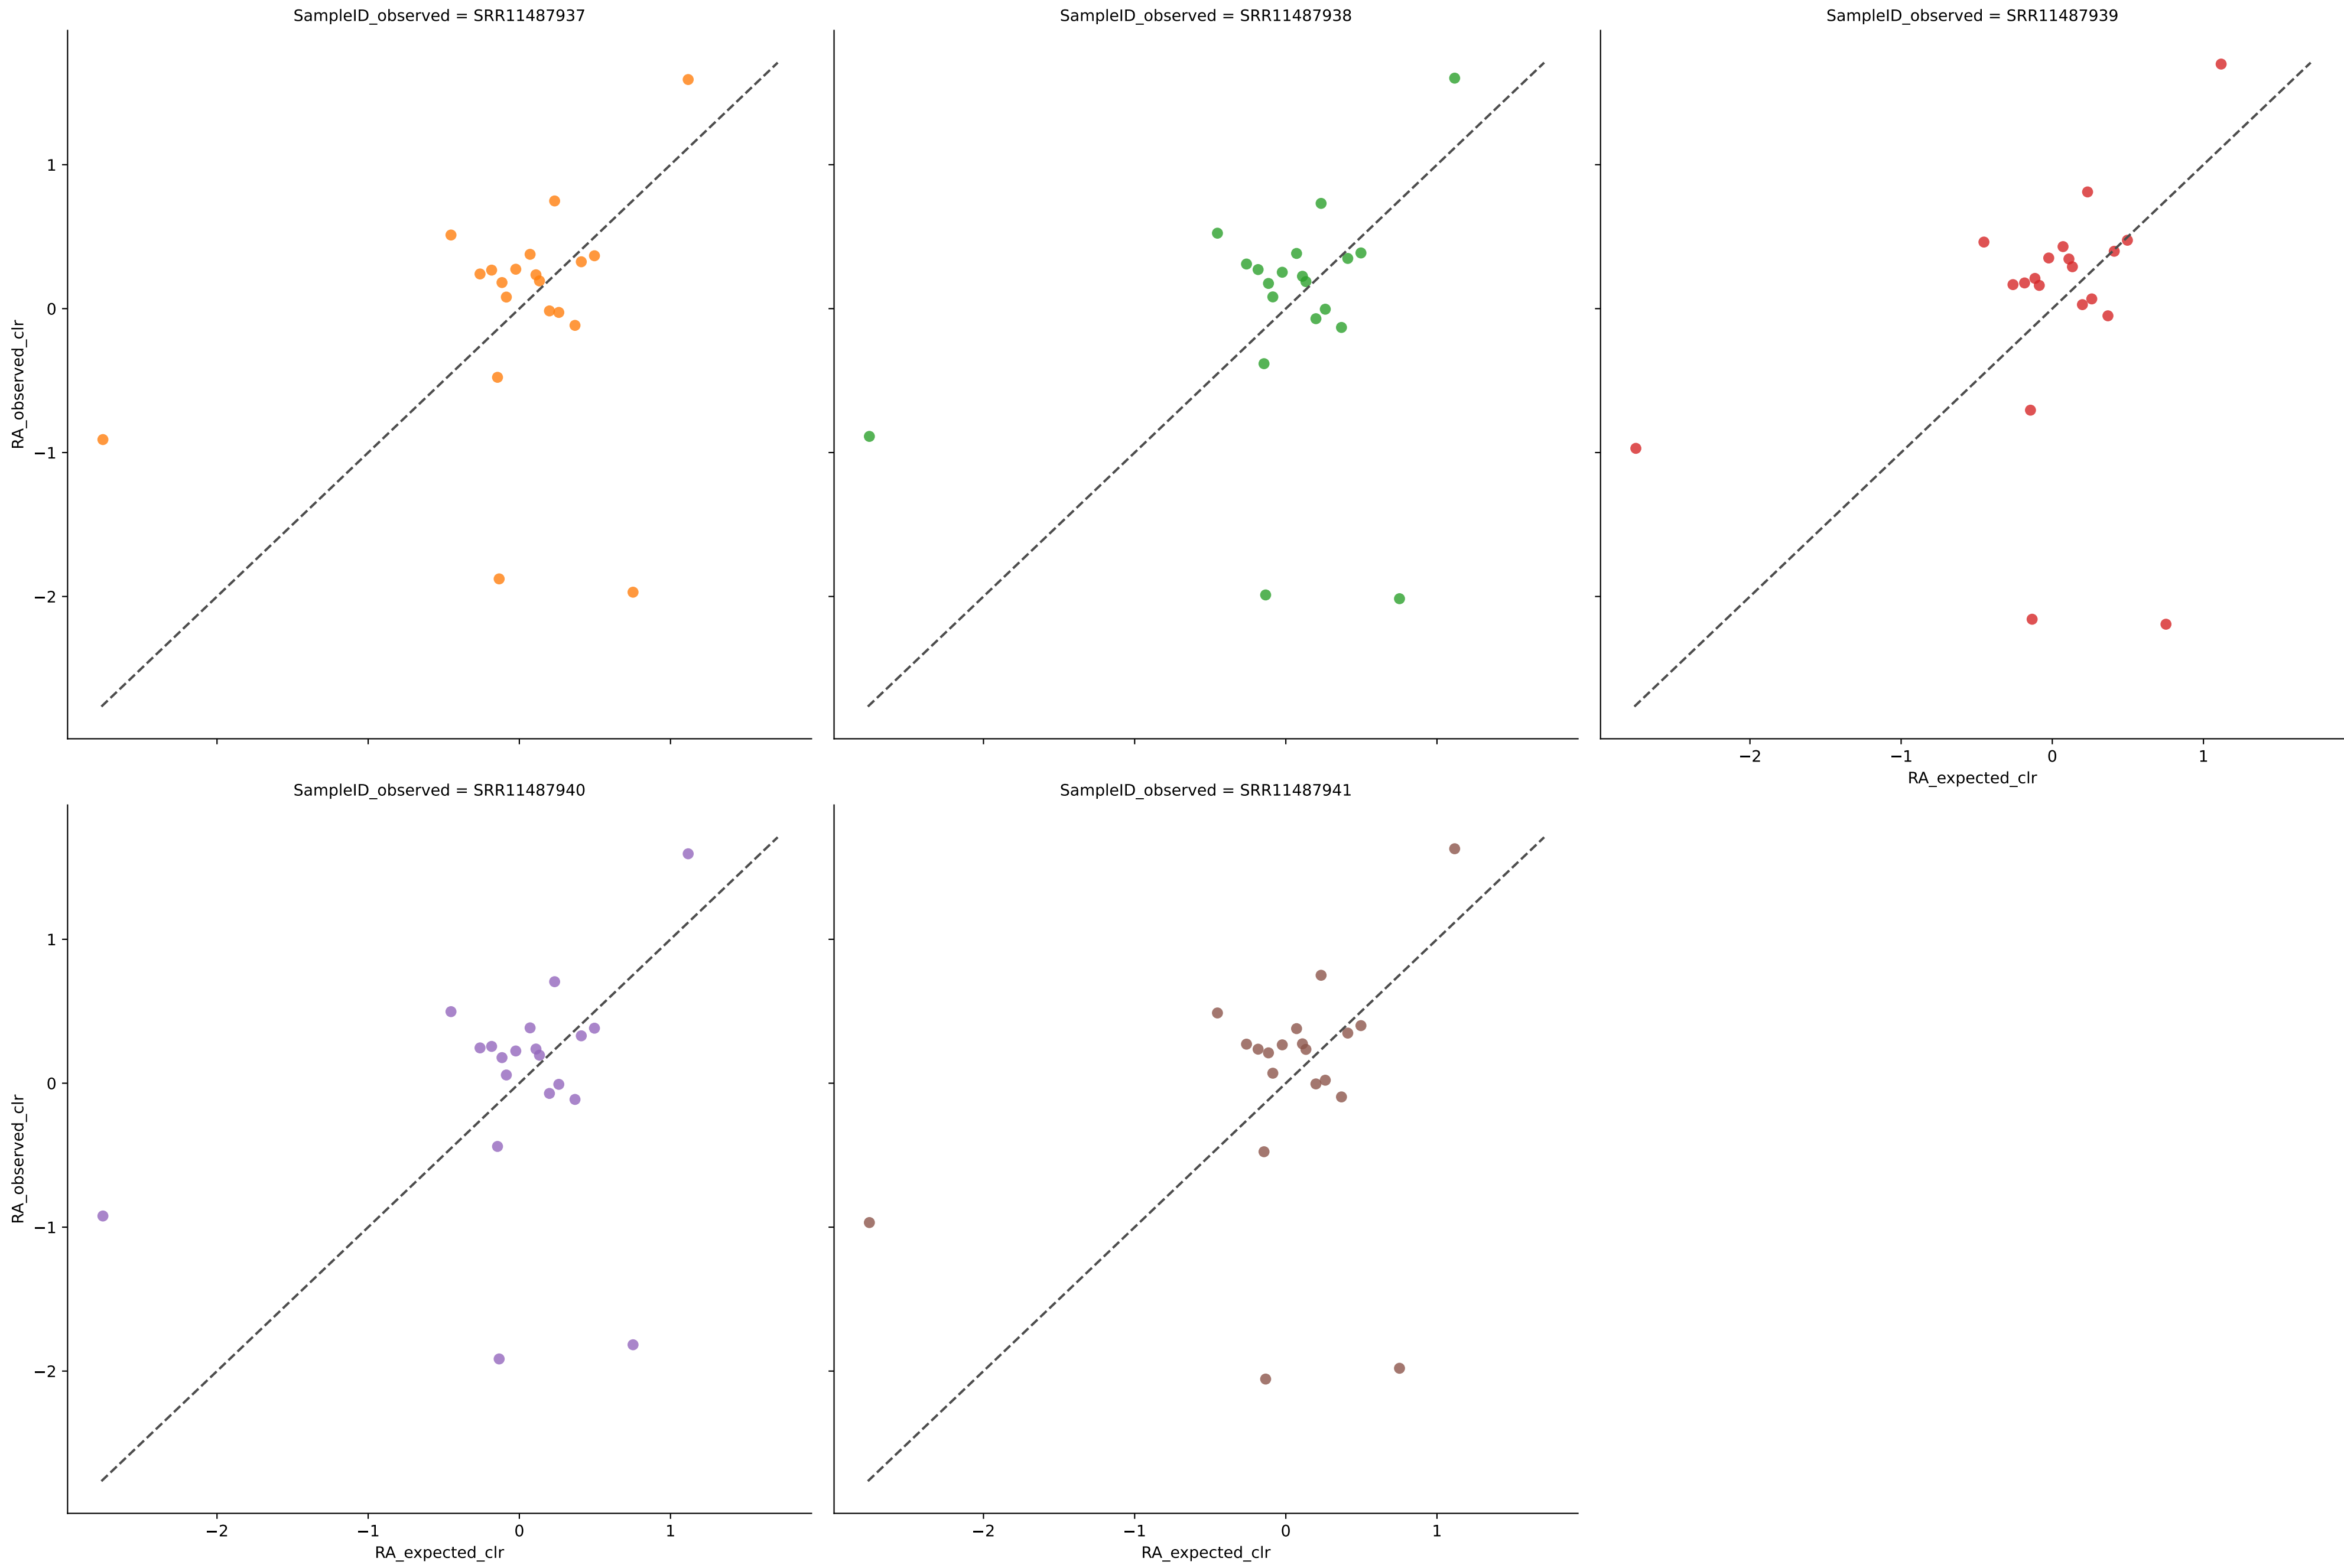 SampleID_observed = SRR11487937
SampleID_observed = SRR11487938
SampleID_observed = SRR11487939
RA_observed_clr
1
0
−1
−2
−2
−1
0
1
RA_expected_clr
SampleID_observed = SRR11487940
SampleID_observed = SRR11487941
RA_observed_clr
1
0
−1
−2
−2
−1
0
1
RA_expected_clr
−2
−1
0
1
RA_expected_clr